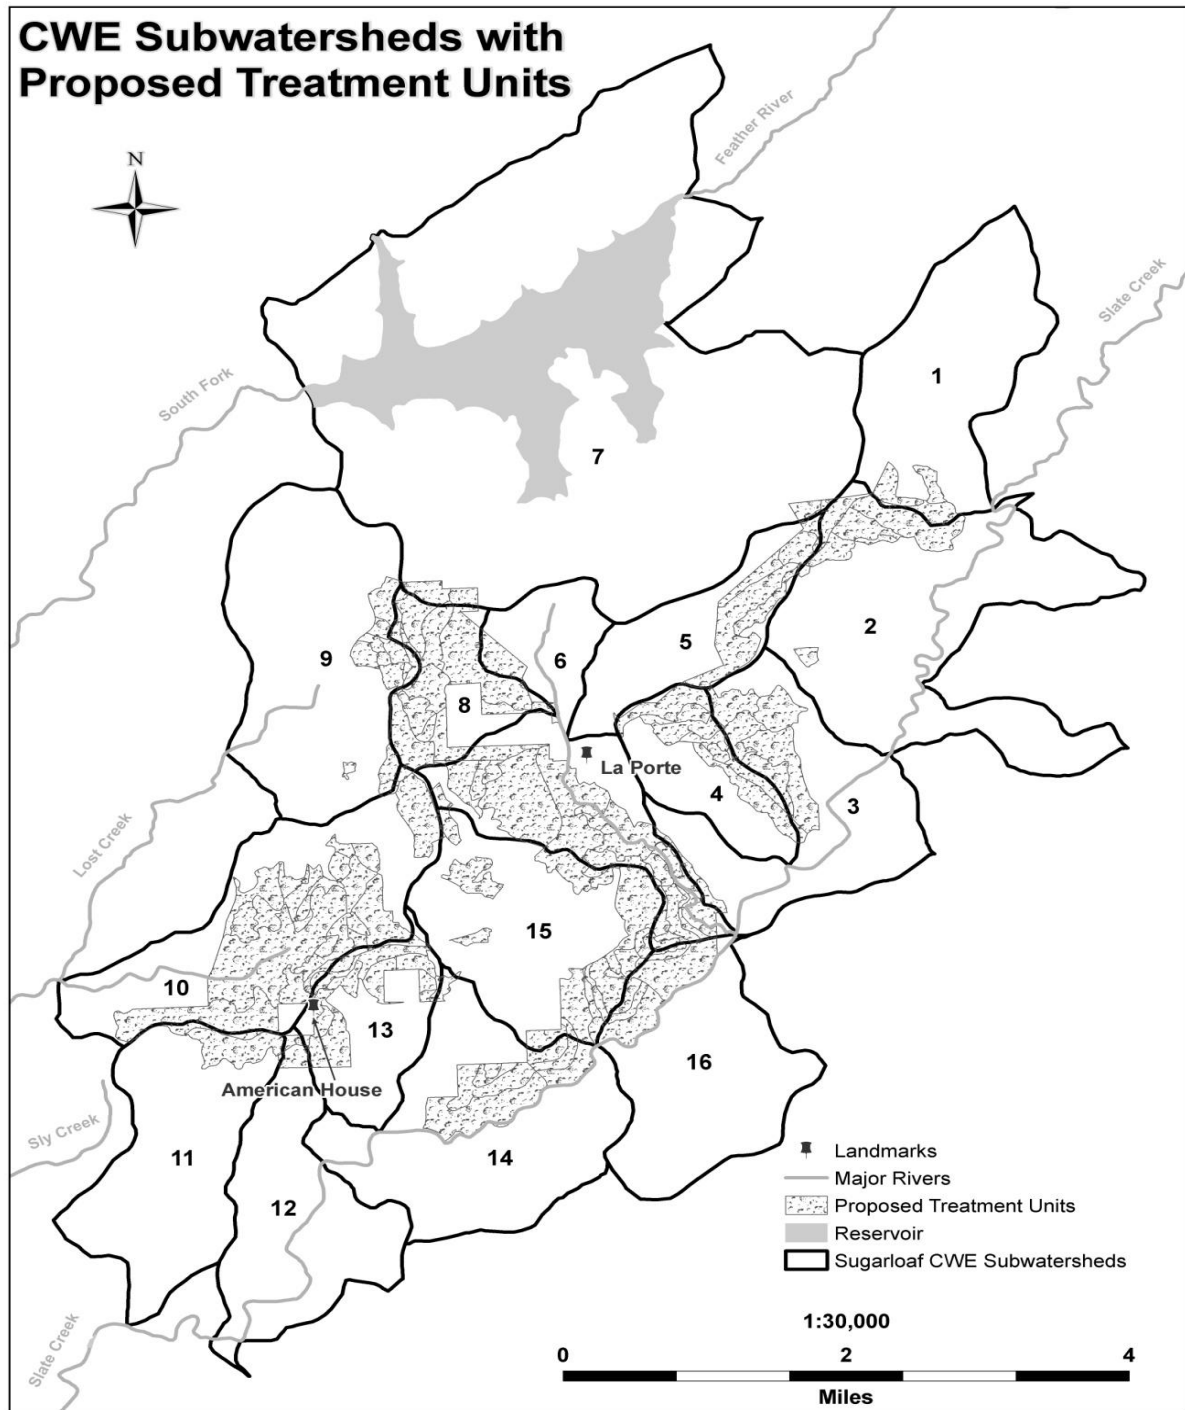 CWE Subwatersheds with
Proposed Treatment Units
N
Feather River
Slate Creek
South Fork
1
7
2
5
6
9
8
La Porte
4
3
Lost Creek
15
10
13
16
American House
Sly Creek
11
14
12
Slate Creek
Landmarks
Major Rivers
Proposed Treatment Units
Reservoir
Sugarloaf CWE Subwatersheds
1:30,000
0 2 4
Miles